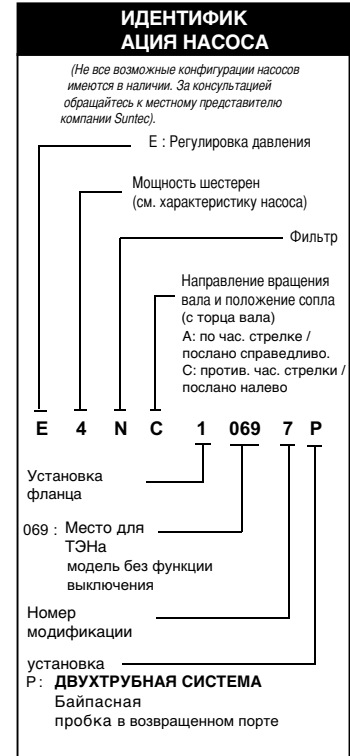 ИДЕНТИФИК
АЦИЯ НАСОСА
(Не все возможные конфигурации насосов
имеются в наличии. За консультацией
обращайтесь к местному представителю
компании Suntec).
E : Регулировка давления
Мощность шестерен
(см. характеристику насоса)
Фильтр
Направление вращения
вала и положение сопла
(с торца вала)
A: по час. стрелке /
послано справедливо.
C: против. час. стрелки /
послано налево
E 4 N C 1 069 7 P
Установка
фланца
069 : Место для
ТЭНа
модель без функции
выключения
Номер
модификации
установка
P : ДВУХТРУБНАЯ СИСТЕМА
Байпасная
пробка в возвращенном порте